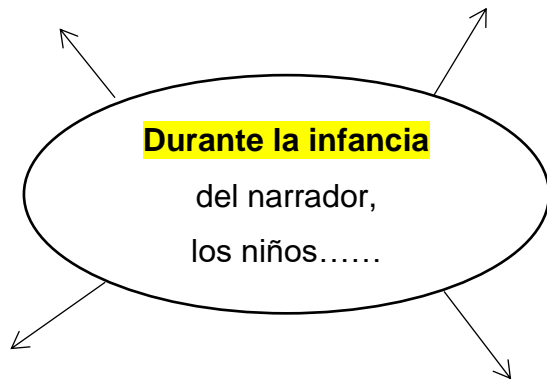 Durante la infancia
del narrador,
los niños……